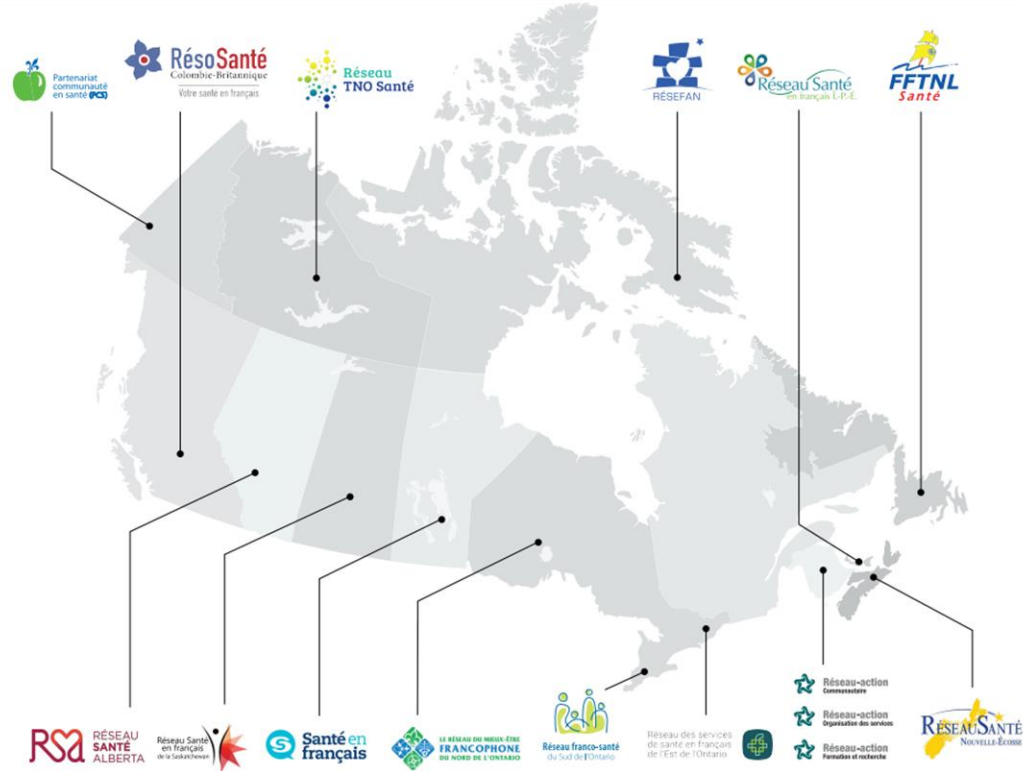 Partenariat
communauté
en santé (PCS)
RésoSanté
Colombie-Britannique
Votre santé en français
Réseau
TNO Santé
RÉSEFAN
Réseau Santé
en français Î.-P.-É.
FFTNL
Santé
RSa
RÉSEAU
SANTÉ
ALBERTA
Réseau Santé
en français
de la Saskatchewan
Santé en
français
LE RÉSEAU DU MIEUX-ÊTRE
FRANCOPHONE
DU NORD DE L'ONTARIO
Réseau franco-santé
du Sud de l'Ontario
Réseau des services
de santé en français
de l'Est de l'Ontario
Réseau-action
Communautaire
Réseau-action
Organisation des services
Réseau-action
Formation et recherche
RÉSEAUSANTÉ
NOUVELLE-ÉCOSSE